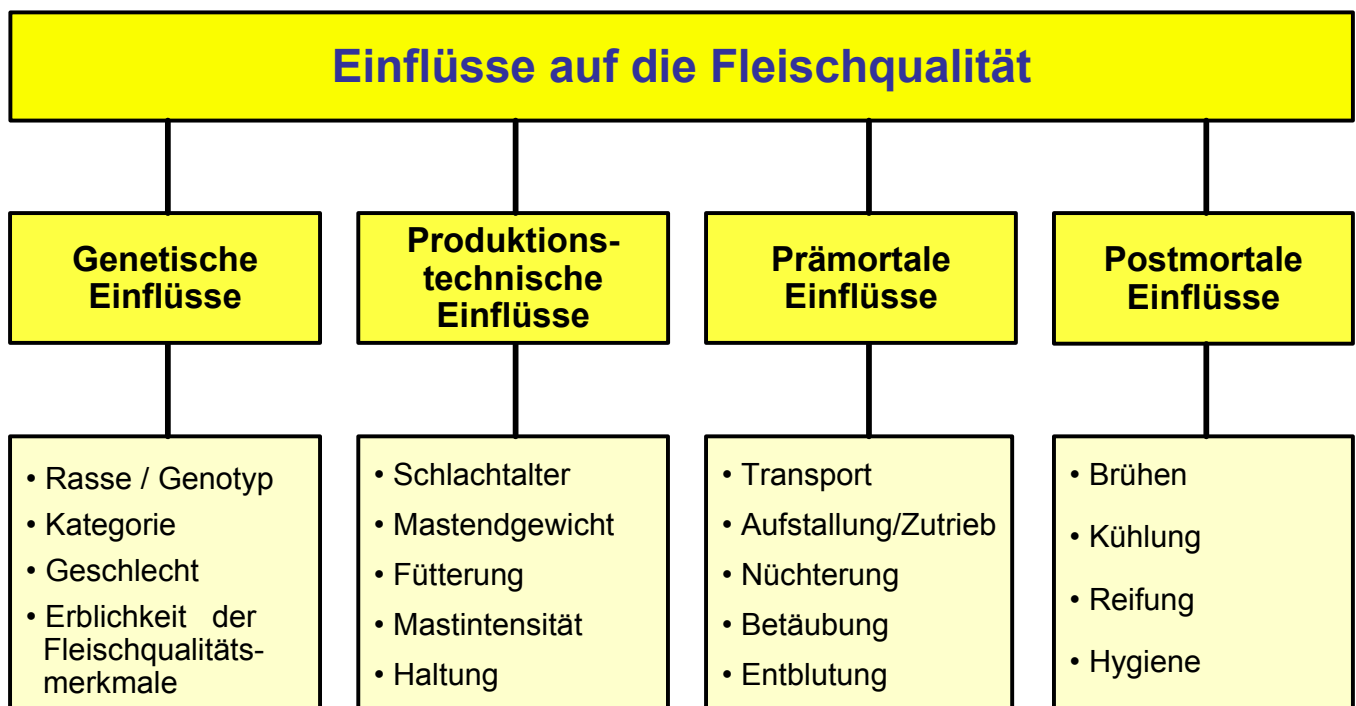 Einflüsse auf die Fleischqualität
Genetische
Einflüsse
Produktions-
technische
Einflüsse
Prämortale
Einflüsse
Postmortale
Einflüsse
• Rasse / Genotyp
• Kategorie
• Geschlecht
• Erblichkeit der
Fleischqualitäts-
merkmale
• Schlachtalter
• Mastendgewicht
• Fütterung
• Mastintensität
• Haltung
• Transport
• Aufstallung/Zutrieb
• Nüchterung
• Betäubung
• Entblutung
• Brühen
• Kühlung
• Reifung
• Hygiene